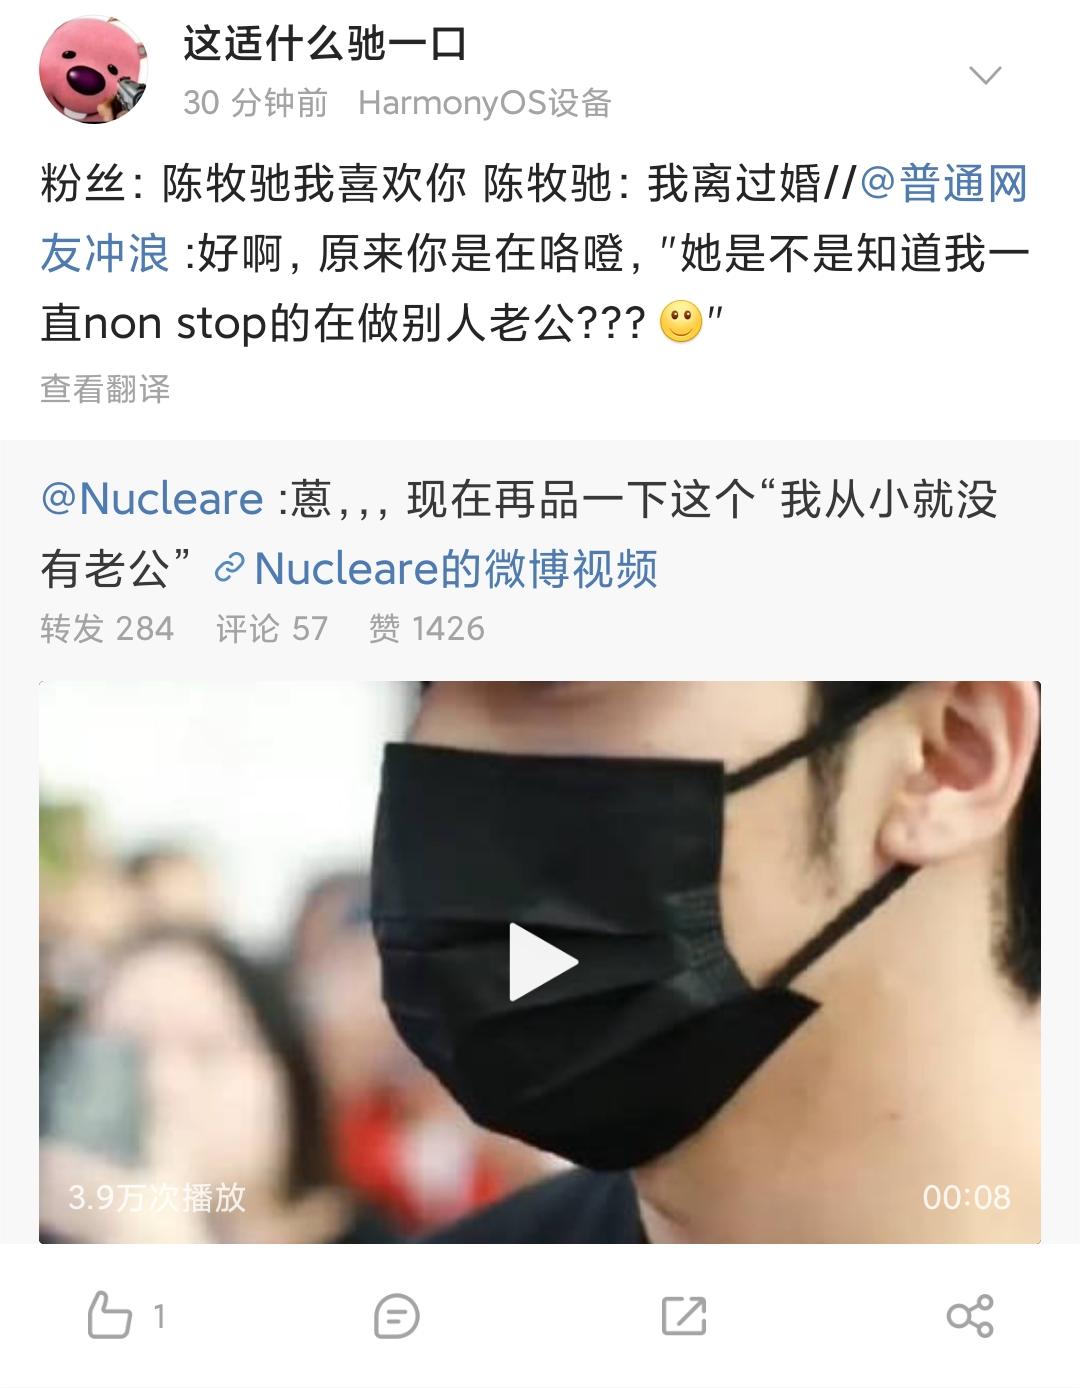 这适什么驰一口
30 分钟前 HarmonyOS设备
粉丝：陈牧驰我喜欢你 陈牧驰：我离过婚//@普通网
友冲浪 :好啊，原来你是在咯噔，"她是不是知道我一
直non stop的在做别人老公???"
查看翻译
@Nucleare :蒽，，，现在再品一下这个“我从小就没
有老公” Nucleare的微博视频
转发 284 评论 57 赞 1426
3.9万次播放 00:08
1